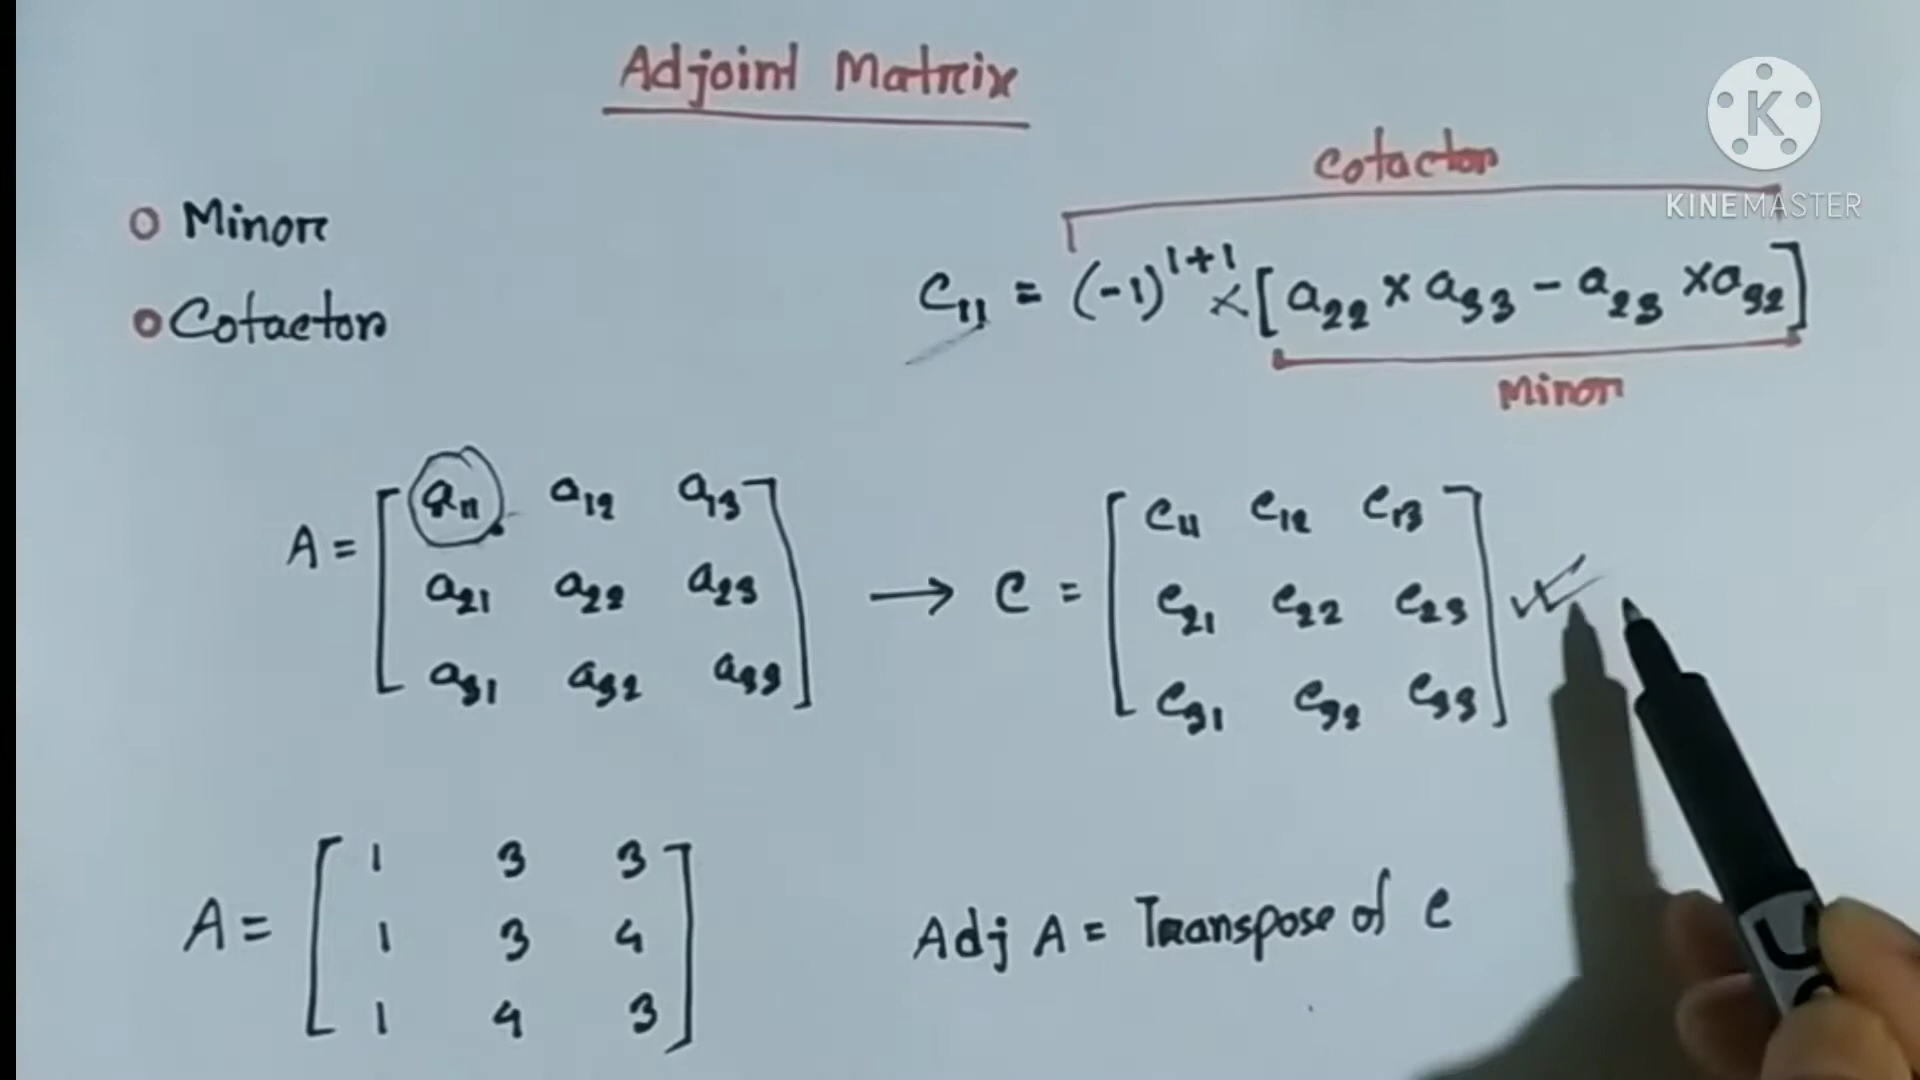 Adjoint Matrix
K
KINEMASTER
Cofactor
○ Minor
C₁₁ = (-1)¹⁺¹ × [a₂₂ × a₃₃ - a₂₃ × a₃₂]
○ Cofactor
Minor
A = [a₁₁ a₁₂ a₁₃
a₂₁ a₂₂ a₂₃
a₃₁ a₃₂ a₃₃]
→ C = [C₁₁ C₁₂ C₁₃
C₂₁ C₂₂ C₂₃
C₃₁ C₃₂ C₃₃]
A = [1 3 3
1 3 4
1 4 3]
Adj A = Transpose of C